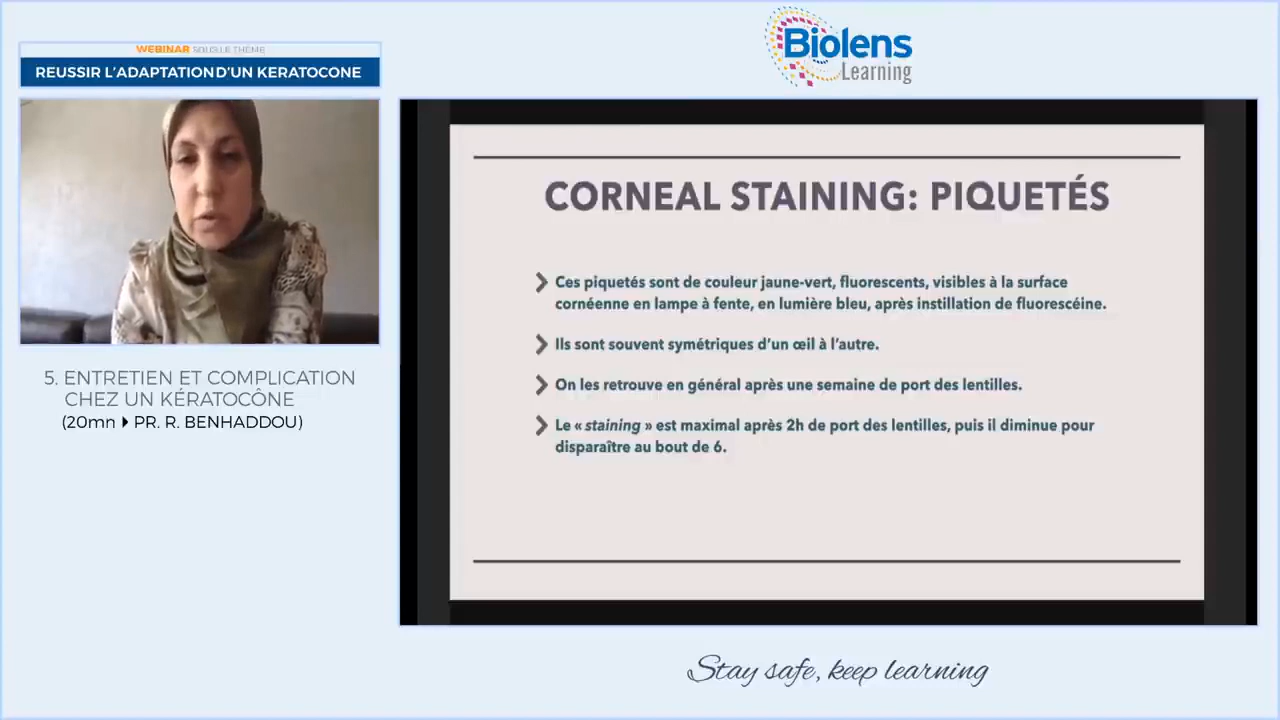 WEBINAR SOUS LE THÈME
REUSSIR L'ADAPTATION D'UN KERATOCONE
5. ENTRETIEN ET COMPLICATION
CHEZ UN KÉRATOCÔNE
(20mn PR. R. BENHADDOU)
Biolens
Learning
CORNEAL STAINING: PIQUETÉS
Ces piquetés sont de couleur jaune-vert, fluorescents, visibles à la surface
cornéenne en lampe à fente, en lumière bleu, après instillation de fluorescéine.
Ils sont souvent symétriques d'un œil à l'autre.
On les retrouve en général après une semaine de port des lentilles.
Le « staining » est maximal après 2h de port des lentilles, puis il diminue pour
disparaître au bout de 6.
Stay safe, keep learning